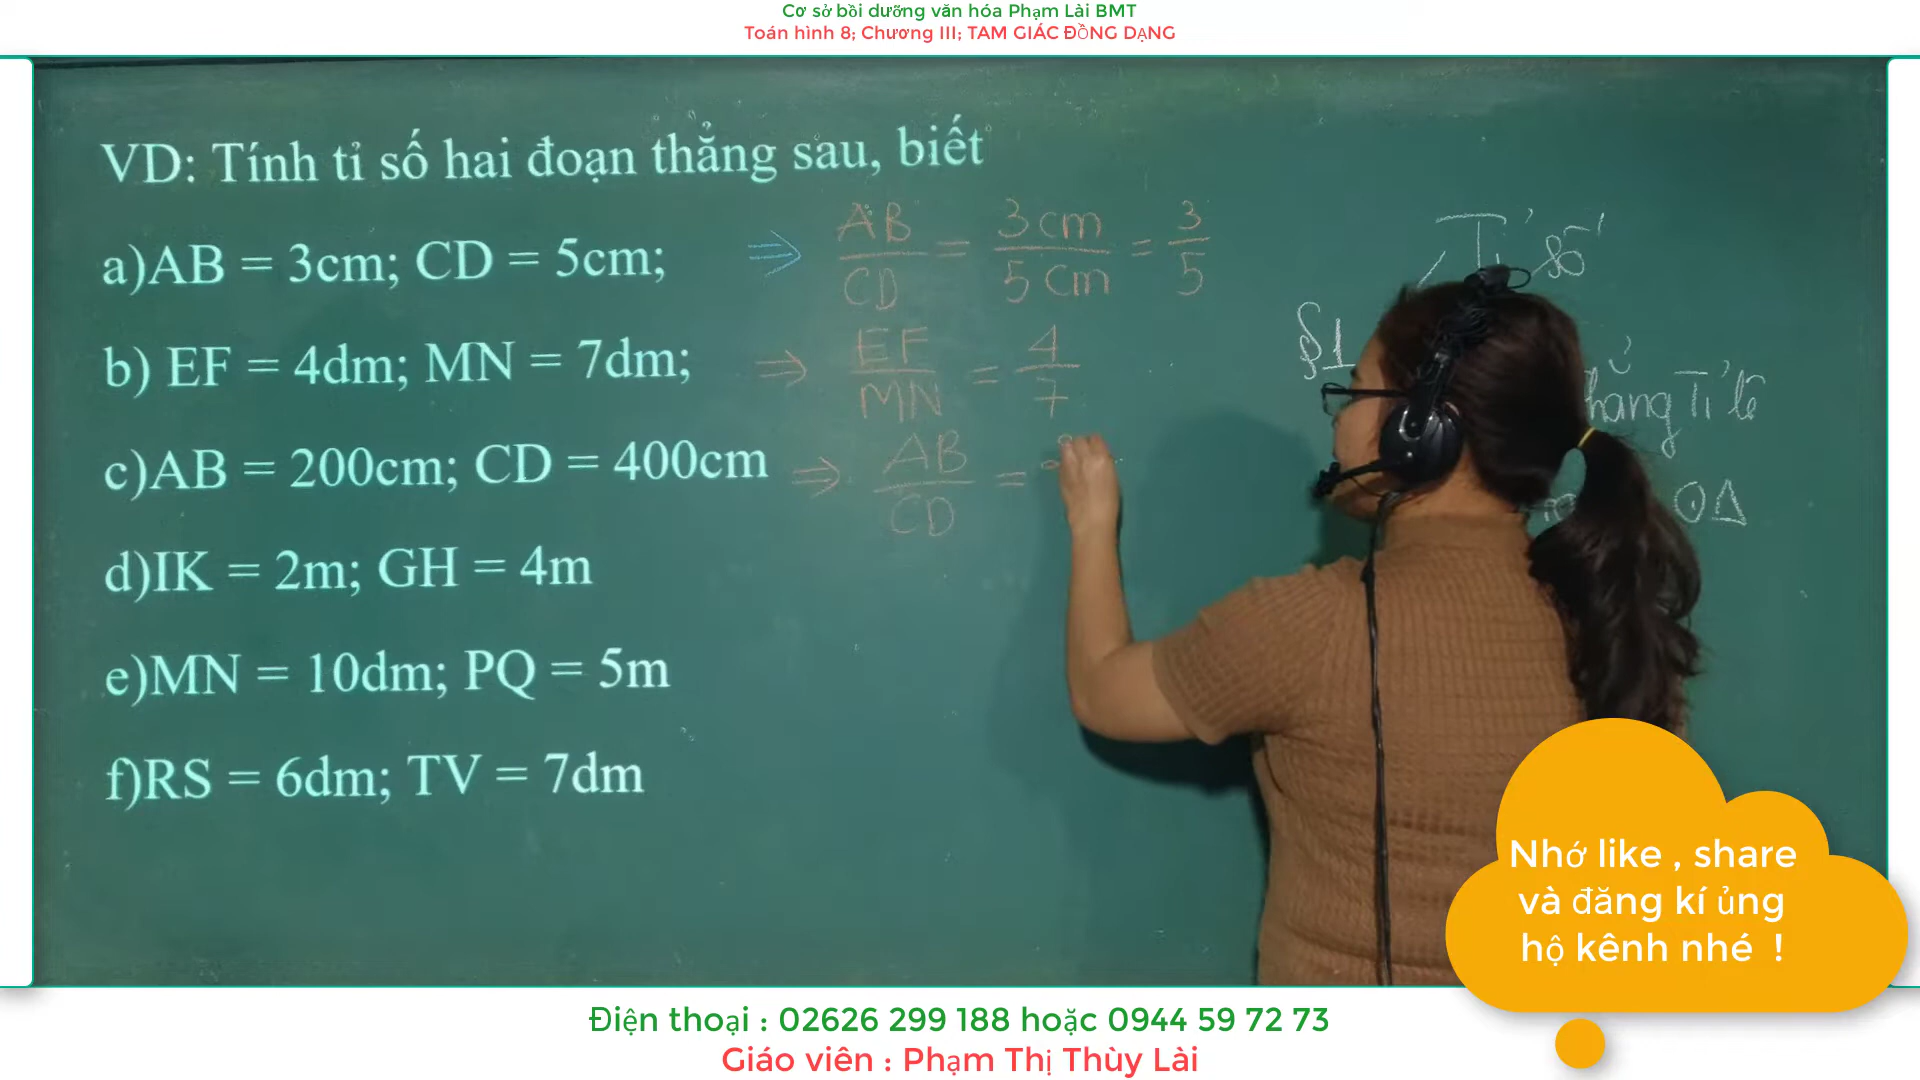 Cơ sở bồi dưỡng văn hóa Phạm Lài BMT
Toán hình 8; Chương III; TAM GIÁC ĐỒNG DẠNG
VD: Tính tỉ số hai đoạn thẳng sau, biết
a)AB = 3cm; CD = 5cm;
⇒ AB/CD = 3cm/5cm = 3/5
b) EF = 4dm; MN = 7dm;
⇒ EF/MN = 4/7
c)AB = 200cm; CD = 400cm
⇒ AB/CD =
d)IK = 2m; GH = 4m
e)MN = 10dm; PQ = 5m
f)RS = 6dm; TV = 7dm
Tỉ số
§1
Tỉ lệ
Nhớ like , share
và đăng kí ủng
hộ kênh nhé !
Điện thoại : 02626 299 188 hoặc 0944 59 72 73
Giáo viên : Phạm Thị Thùy Lài